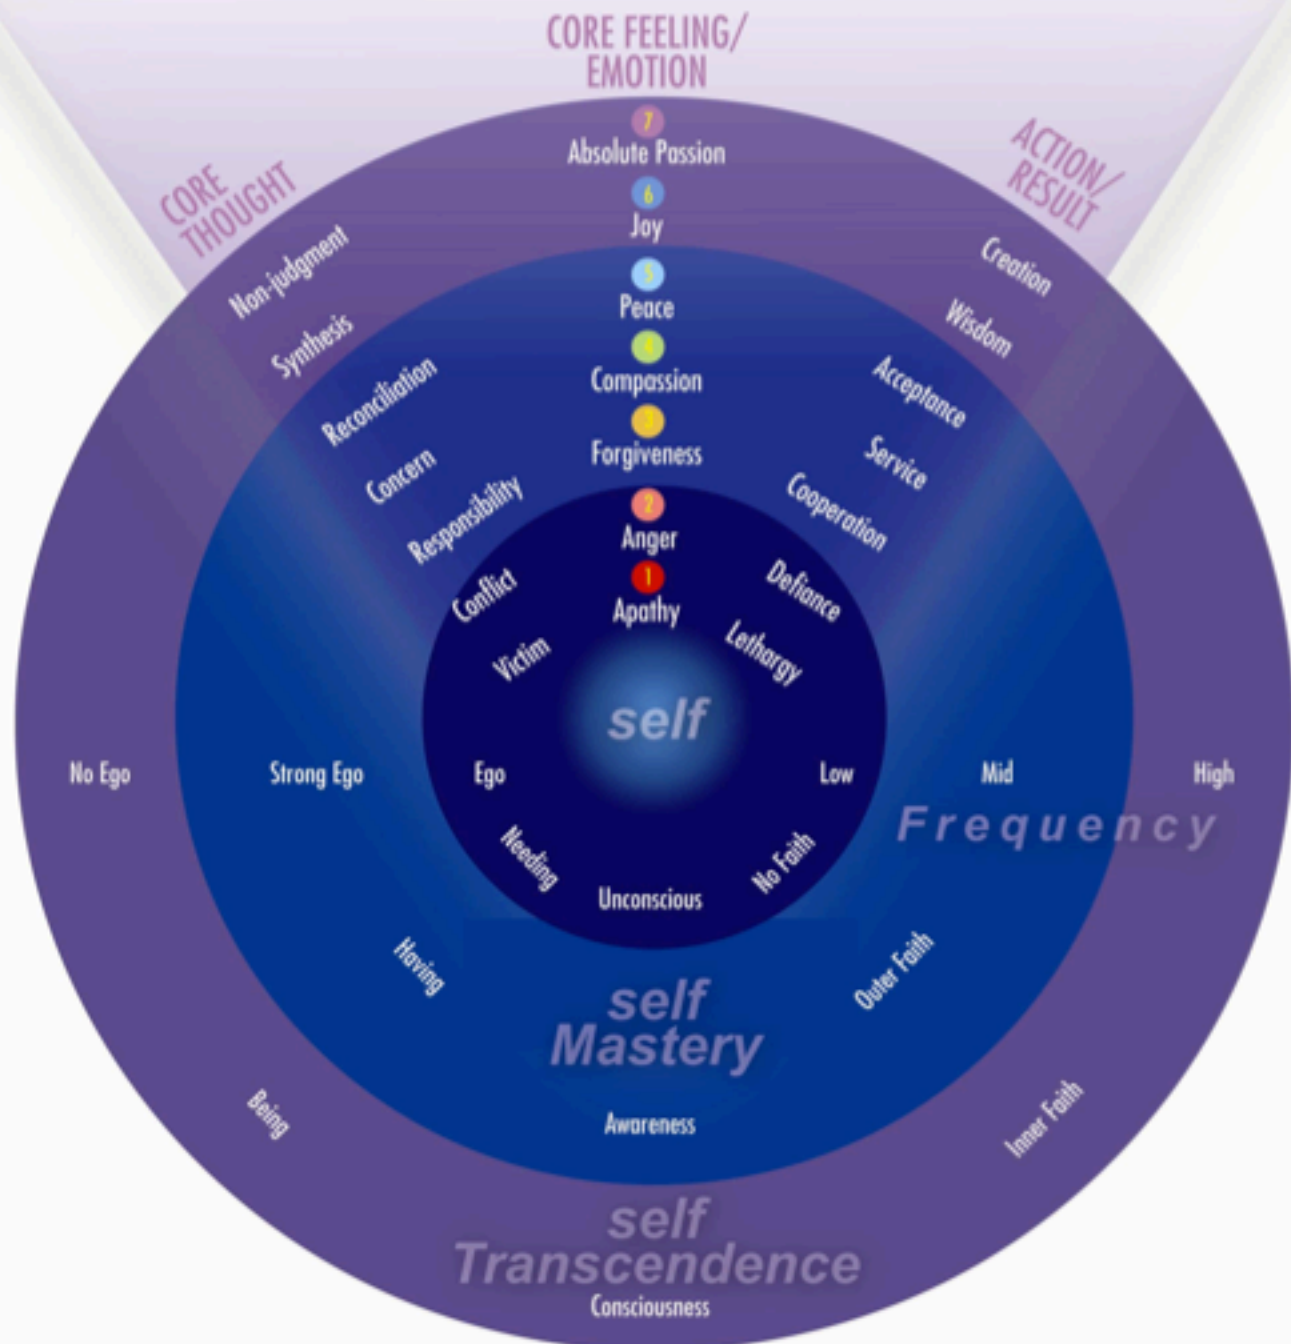 CORE FEELING/
EMOTION
CORE
THOUGHT
ACTION/
RESULT
7
Absolute Passion
6
Joy
Non-judgment
Creation
Synthesis
Wisdom
5
Peace
4
Compassion
3
Forgiveness
Reconciliation
Acceptance
Concern
Service
Responsibility
Cooperation
2
Anger
1
Apathy
Conflict
Defiance
Victim
Lethargy
self
No Ego
Strong Ego
Ego
Low
Mid
High
Frequency
Needing
No Faith
Unconscious
Having
Outer Faith
self
Mastery
Awareness
Being
Inner Faith
self
Transcendence
Consciousness